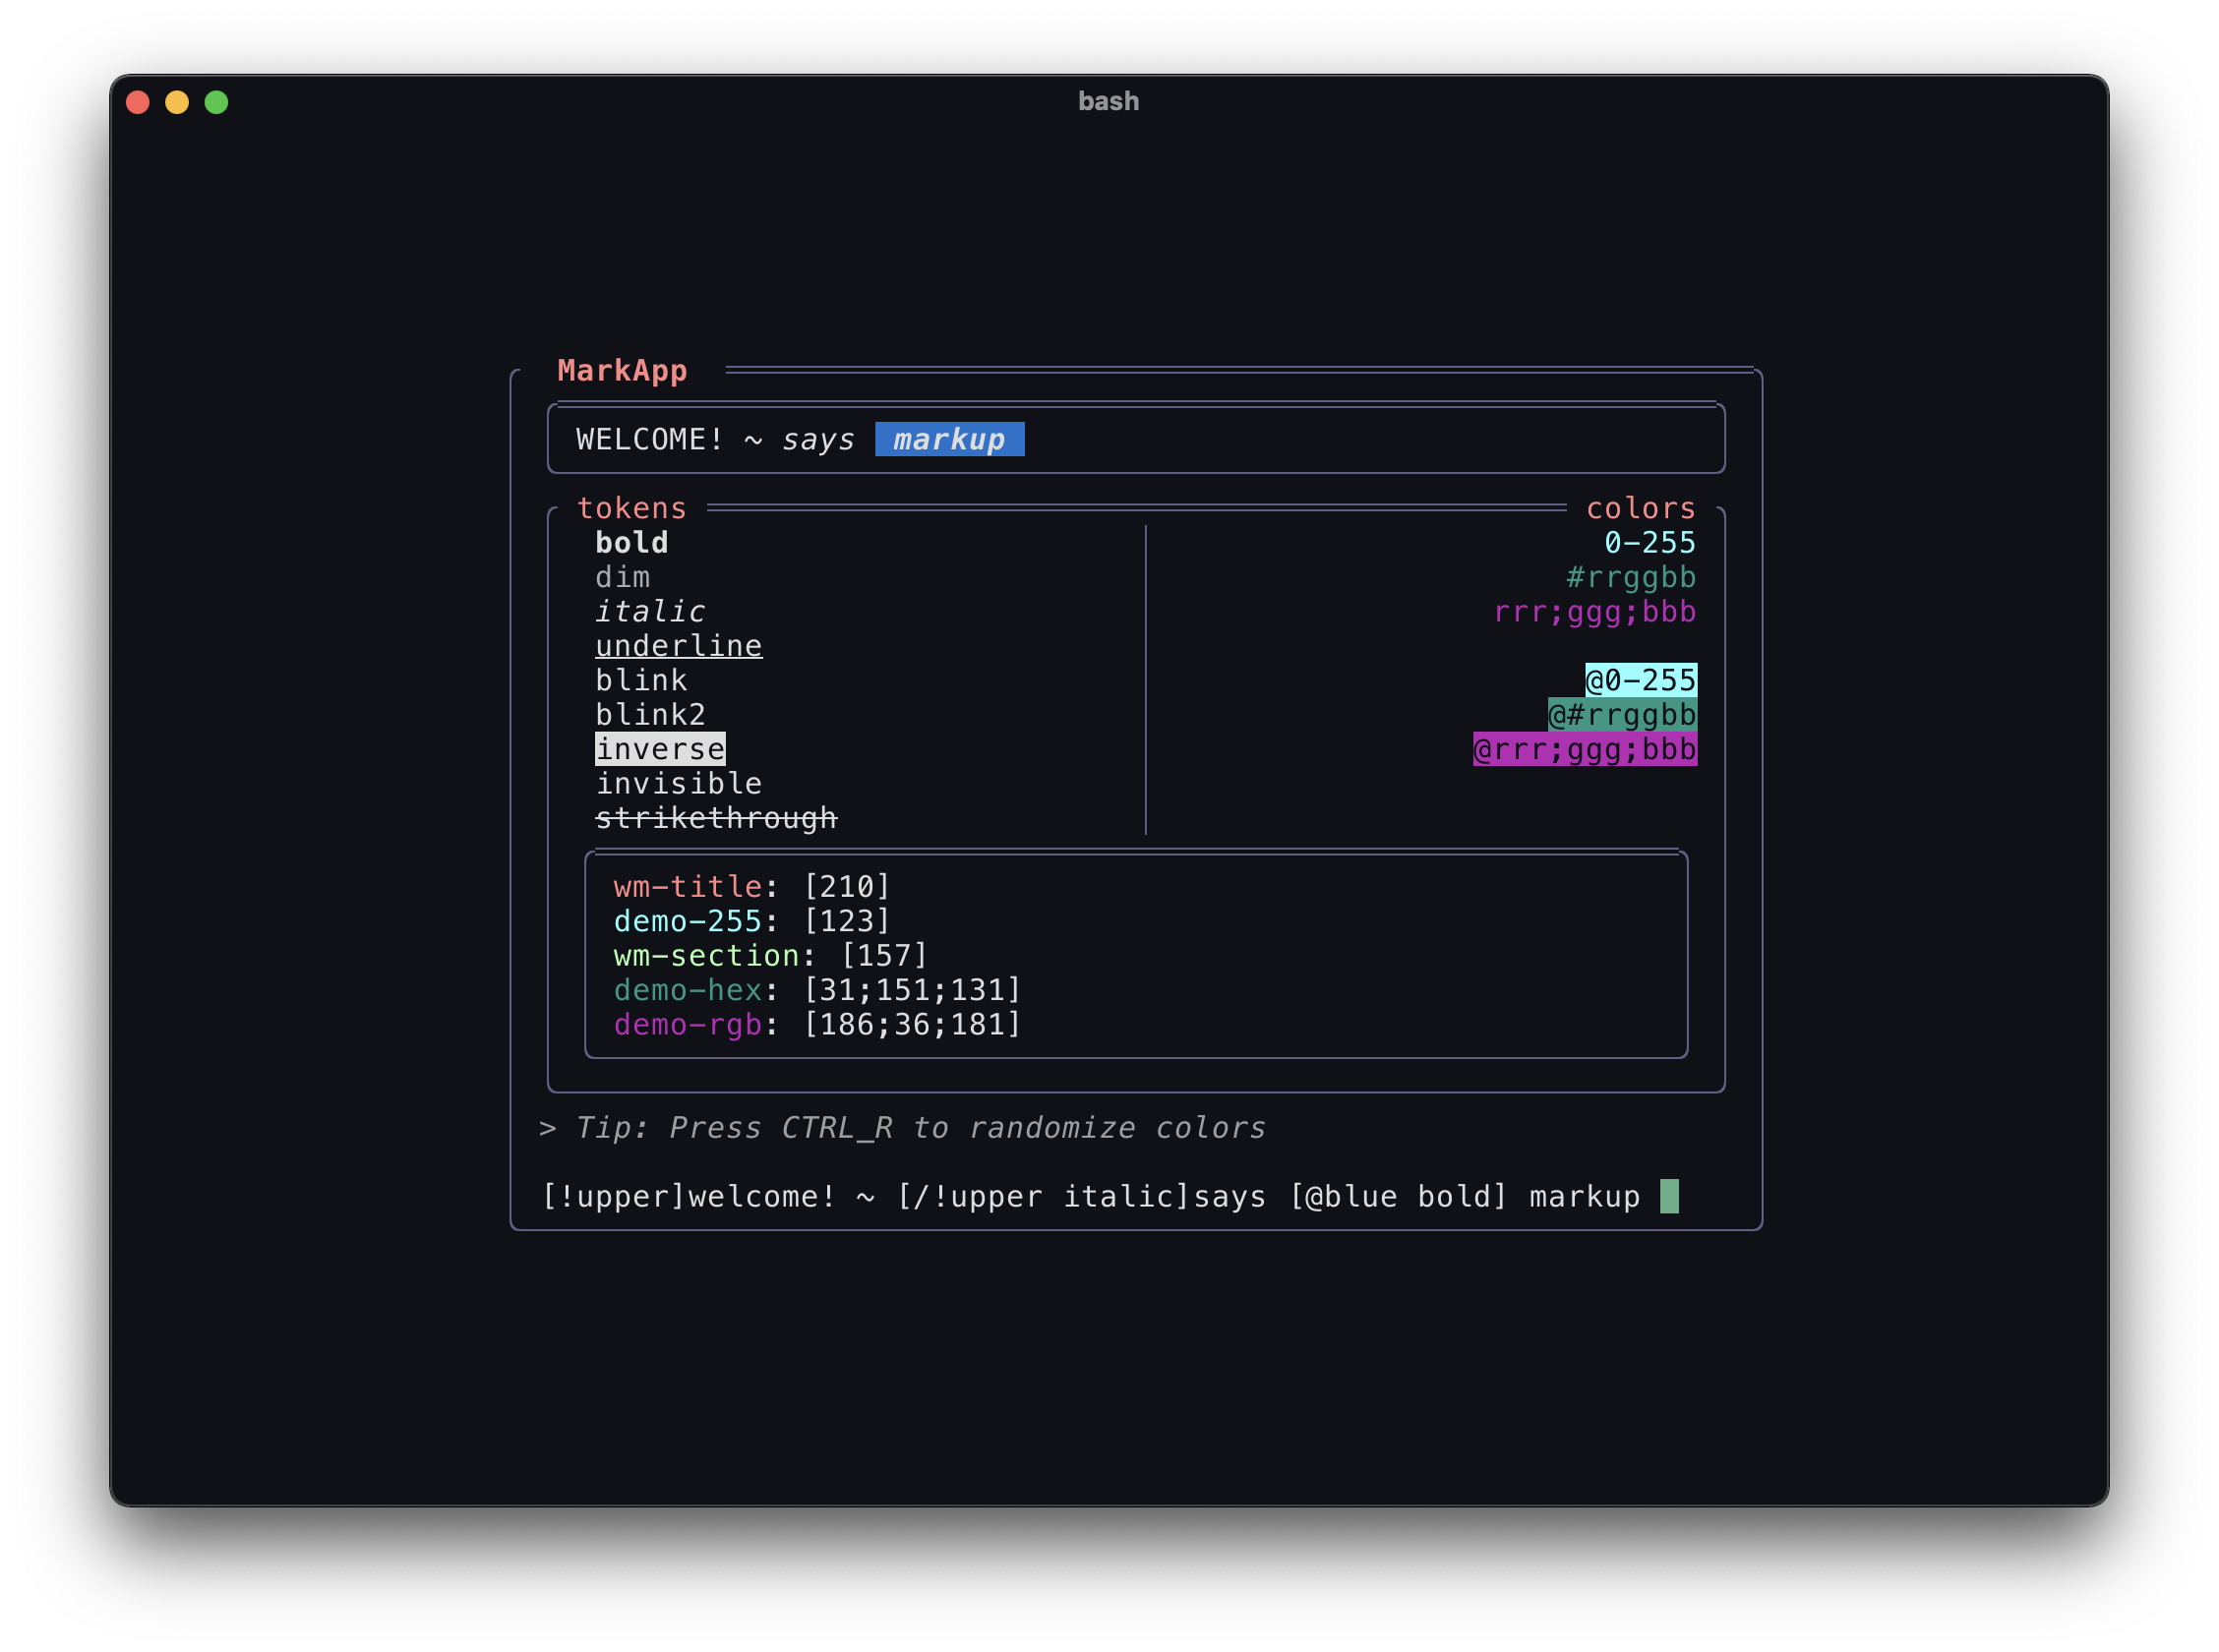 bash
MarkApp
WELCOME! ~ says markup
tokens colors
bold 0-255
dim #rrggbb
italic rrr;ggg;bbb
underline
blink @0-255
blink2 @#rrggbb
inverse @rrr;ggg;bbb
invisible
strikethrough
wm-title: [210]
demo-255: [123]
wm-section: [157]
demo-hex: [31;151;131]
demo-rgb: [186;36;181]
> Tip: Press CTRL_R to randomize colors
[!upper]welcome! ~ [/!upper italic]says [@blue bold] markup